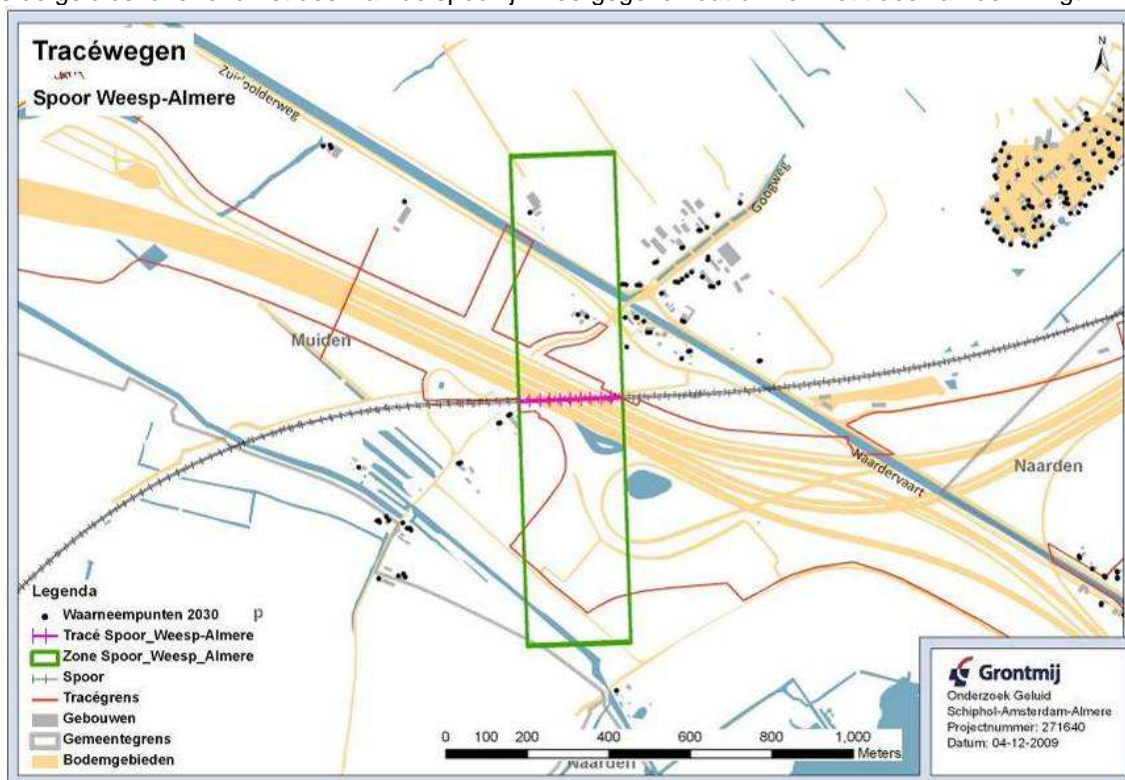 Tracéwegen
Spoor Weesp-Almere
Zuidpolderweg
N
Googweg
Muiden
Naardervaart
Naarden
Legenda
Waarneempunten 2030 p
Tracé Spoor_Weesp-Almere
Zone Spoor_Weesp_Almere
Spoor
Tracégrens
Gebouwen
Gemeentegrens
Bodemgebieden
0 100 200 400 600 800 1.000
Meters
Naarden
Grontmij
Onderzoek Geluid
Schiphol-Amsterdam-Almere
Projectnummer: 271640
Datum: 04-12-2009